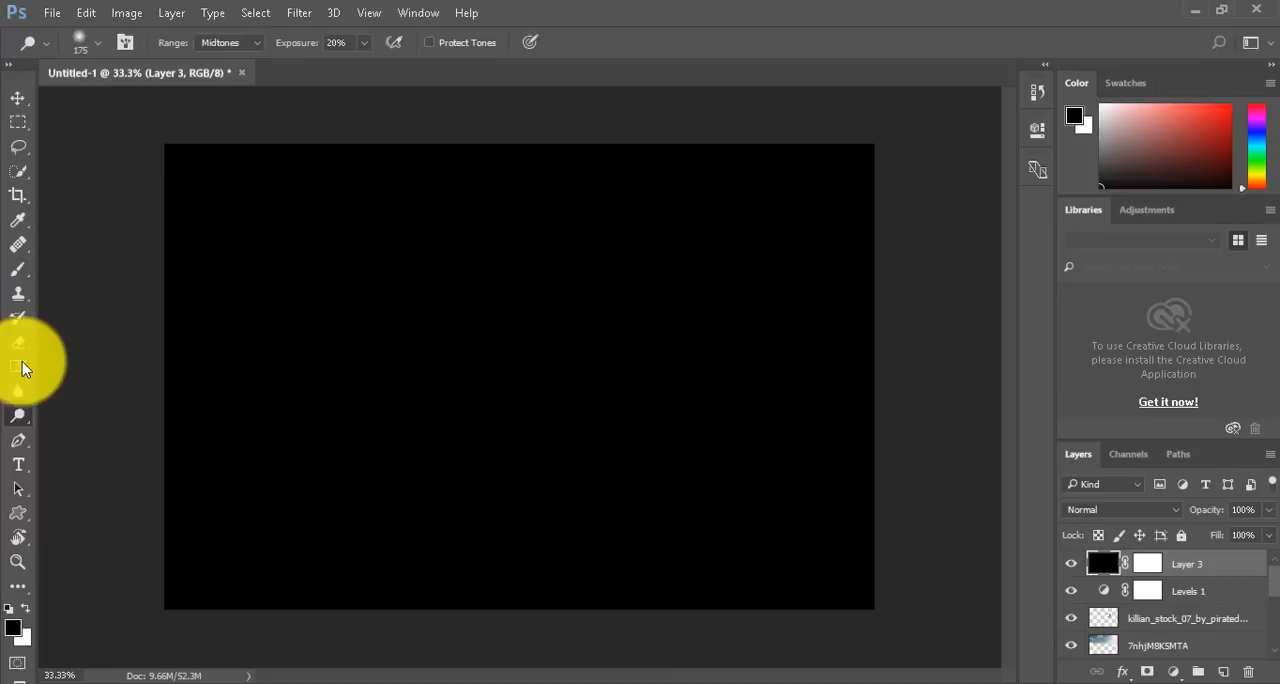 Ps File Edit Image Layer Type Select Filter 3D View Window Help
175 Range: Midtones Exposure: 20% Protect Tones
Untitled-1 @ 33.3% (Layer 3, RGB/8) *
Color Swatches
Libraries Adjustments
To use Creative Cloud Libraries,
please install the Creative Cloud
Application
Get it now!
Layers Channels Paths
Kind
Normal Opacity: 100%
Lock: Fill: 100%
Layer 3
Levels 1
killian_stock_07_by_pirated...
7nhjM8K5MTA
33.33% Doc: 9.66M/52.3M